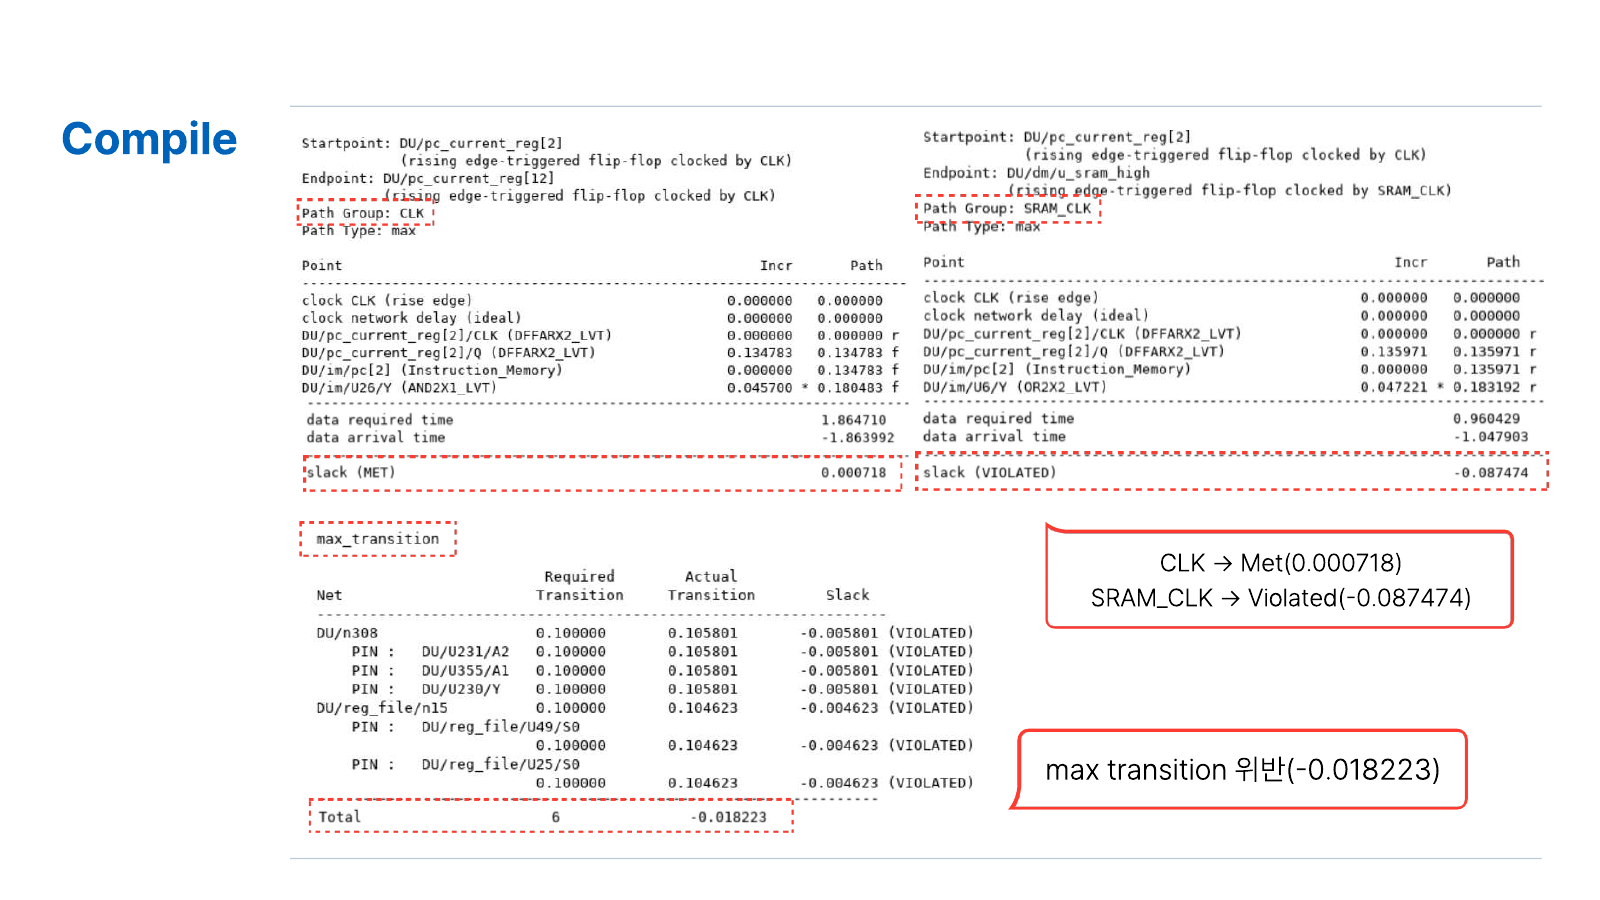 Compile
Startpoint: DU/pc_current_reg[2]
(rising edge-triggered flip-flop clocked by CLK)
Endpoint: DU/pc_current_reg[12]
(rising edge-triggered flip-flop clocked by CLK)
Path Group: CLK
Path Type: max
Point Incr Path
clock CLK (rise edge) 0.000000 0.000000
clock network delay (ideal) 0.000000 0.000000
DU/pc_current_reg[2]/CLK (DFFARX2_LVT) 0.000000 0.000000 r
DU/pc_current_reg[2]/Q (DFFARX2_LVT) 0.134783 0.134783 f
DU/im/pc[2] (Instruction_Memory) 0.000000 0.134783 f
DU/im/U26/Y (AND2X1_LVT) 0.045700 * 0.180483 f
data required time 1.864710
data arrival time -1.863992
slack (MET) 0.000718
Startpoint: DU/pc_current_reg[2]
(rising edge-triggered flip-flop clocked by CLK)
Endpoint: DU/dm/u_sram_high
(rising edge-triggered flip-flop clocked by SRAM_CLK)
Path Group: SRAM_CLK
Path Type: max
Point Incr Path
clock CLK (rise edge) 0.000000 0.000000
clock network delay (ideal) 0.000000 0.000000
DU/pc_current_reg[2]/CLK (DFFARX2_LVT) 0.000000 0.000000 r
DU/pc_current_reg[2]/Q (DFFARX2_LVT) 0.135971 0.135971 r
DU/im/pc[2] (Instruction_Memory) 0.000000 0.135971 r
DU/im/U6/Y (OR2X2_LVT) 0.047221 * 0.183192 r
data required time 0.960429
data arrival time -1.047903
slack (VIOLATED) -0.087474
max_transition
Required Actual
Net Transition Transition Slack
DU/n308 0.100000 0.105801 -0.005801 (VIOLATED)
PIN : DU/U231/A2 0.100000 0.105801 -0.005801 (VIOLATED)
PIN : DU/U355/A1 0.100000 0.105801 -0.005801 (VIOLATED)
PIN : DU/U230/Y 0.100000 0.105801 -0.005801 (VIOLATED)
DU/reg_file/n15 0.100000 0.104623 -0.004623 (VIOLATED)
PIN : DU/reg_file/U49/S0
0.100000 0.104623 -0.004623 (VIOLATED)
PIN : DU/reg_file/U25/S0
0.100000 0.104623 -0.004623 (VIOLATED)
Total 6 -0.018223
CLK → Met(0.000718)
SRAM_CLK → Violated(-0.087474)
max transition 위반(-0.018223)